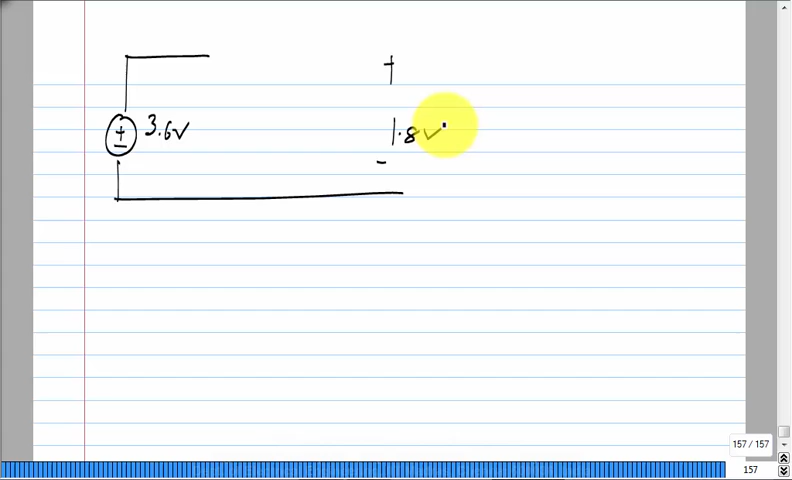 +
3.6V
+
-
1.8V
-
157 / 157
157